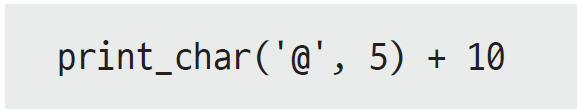 print_char('@', 5) + 10